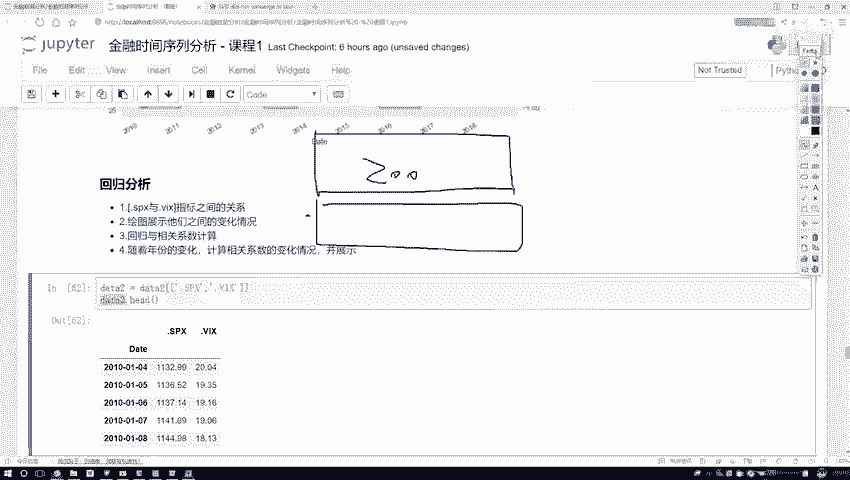 http://localhost:8888/notebooks/
jupyter 金融时间序列分析 - 课程1 Last Checkpoint: 6 hours ago (unsaved changes)
File Edit View Insert Cell Kernel Widgets Help
Not Trusted
Code
25
2010 2011 2012 2013 2014 2015 2016 2017 2018
Date
200
回归分析
1.[.spx与.vix]指标之间的关系
2.绘图展示他们之间的变化情况
3.回归与相关系数计算
4.随着年份的变化，计算相关系数的变化情况，并展示
In [62]: data2 = data2[['.SPX','.VIX']]
data2.head()
Out[62]:
.SPX .VIX
Date
2010-01-04 1132.99 20.04
2010-01-05 1136.52 19.35
2010-01-06 1137.14 19.16
2010-01-07 1141.69 19.06
2010-01-08 1144.98 18.13